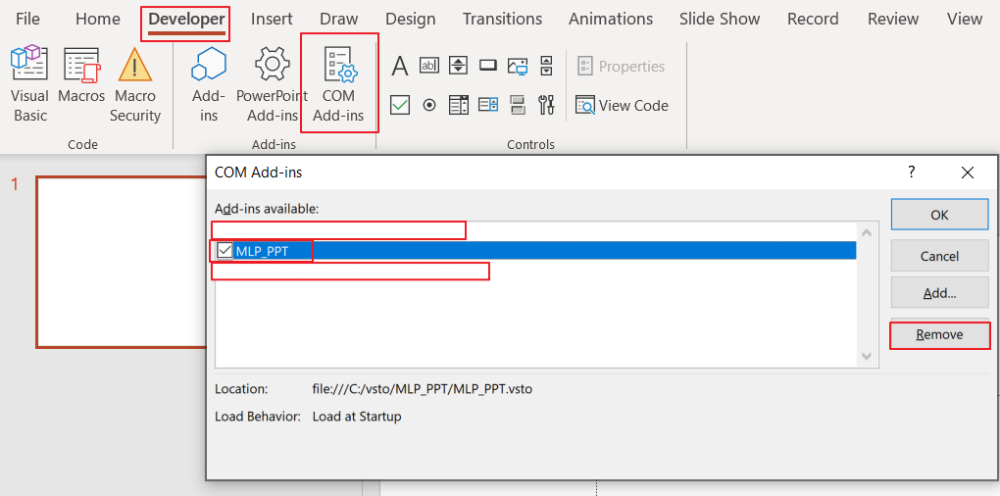 File Home Developer Insert Draw Design Transitions Animations Slide Show Record Review View
Visual Basic
Macros
Macro Security
Add-ins
PowerPoint Add-ins
COM Add-ins
A
ab|
Properties
View Code
Code
Add-ins
Controls
1
COM Add-ins ?
Add-ins available:
MLP_PPT
OK
Cancel
Add...
Remove
Location: file:///C:/vsto/MLP_PPT/MLP_PPT.vsto
Load Behavior: Load at Startup